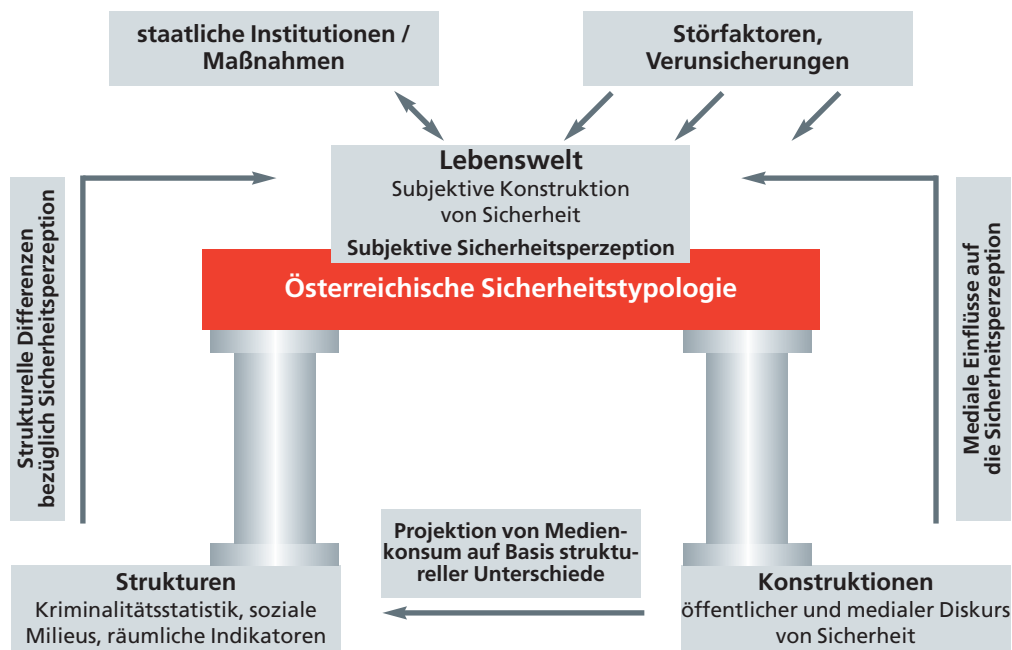 staatliche Institutionen /
Maßnahmen
Störfaktoren,
Verunsicherungen
Lebenswelt
Subjektive Konstruktion
von Sicherheit
Subjektive Sicherheitsperzeption
Österreichische Sicherheitstypologie
Strukturelle Differenzen
bezüglich Sicherheitsperzeption
Mediale Einflüsse auf
die Sicherheitsperzeption
Projektion von Medien-
konsum auf Basis struktu-
reller Unterschiede
Strukturen
Kriminalitätsstatistik, soziale
Milieus, räumliche Indikatoren
Konstruktionen
öffentlicher und medialer Diskurs
von Sicherheit